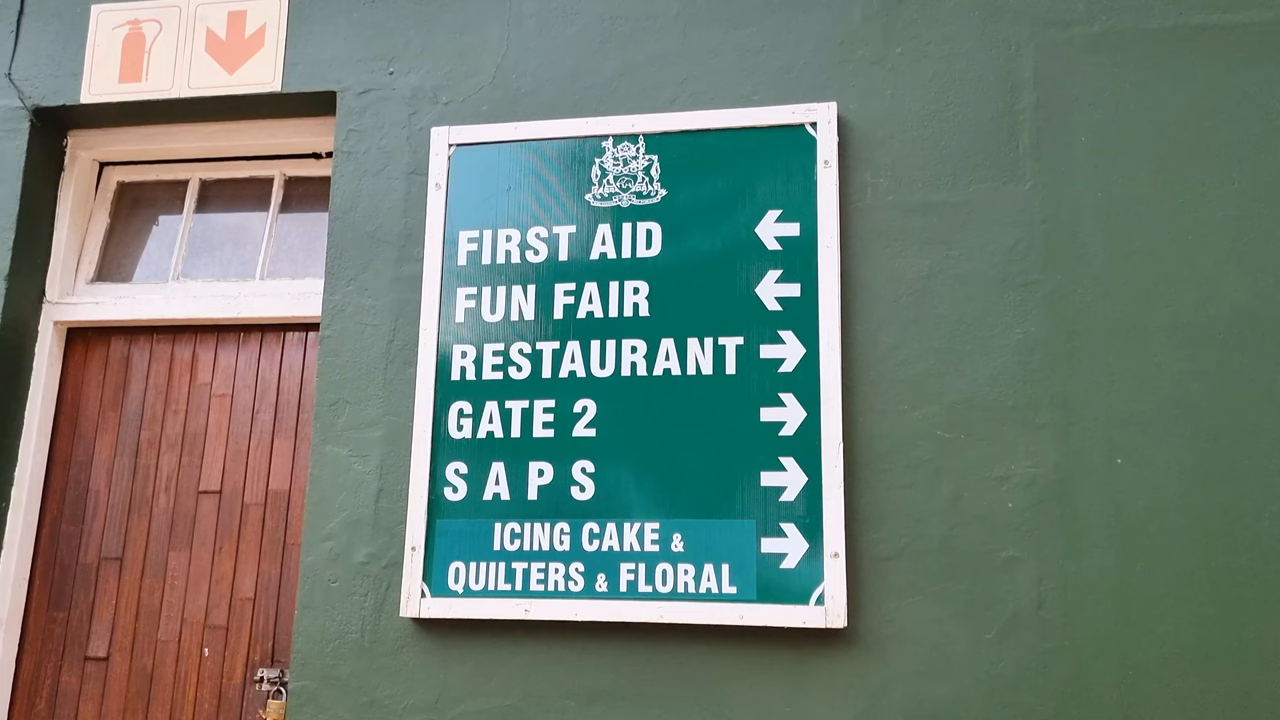 FIRST AID
FUN FAIR
RESTAURANT
GATE 2
S A P S
ICING CAKE &
QUILTERS & FLORAL